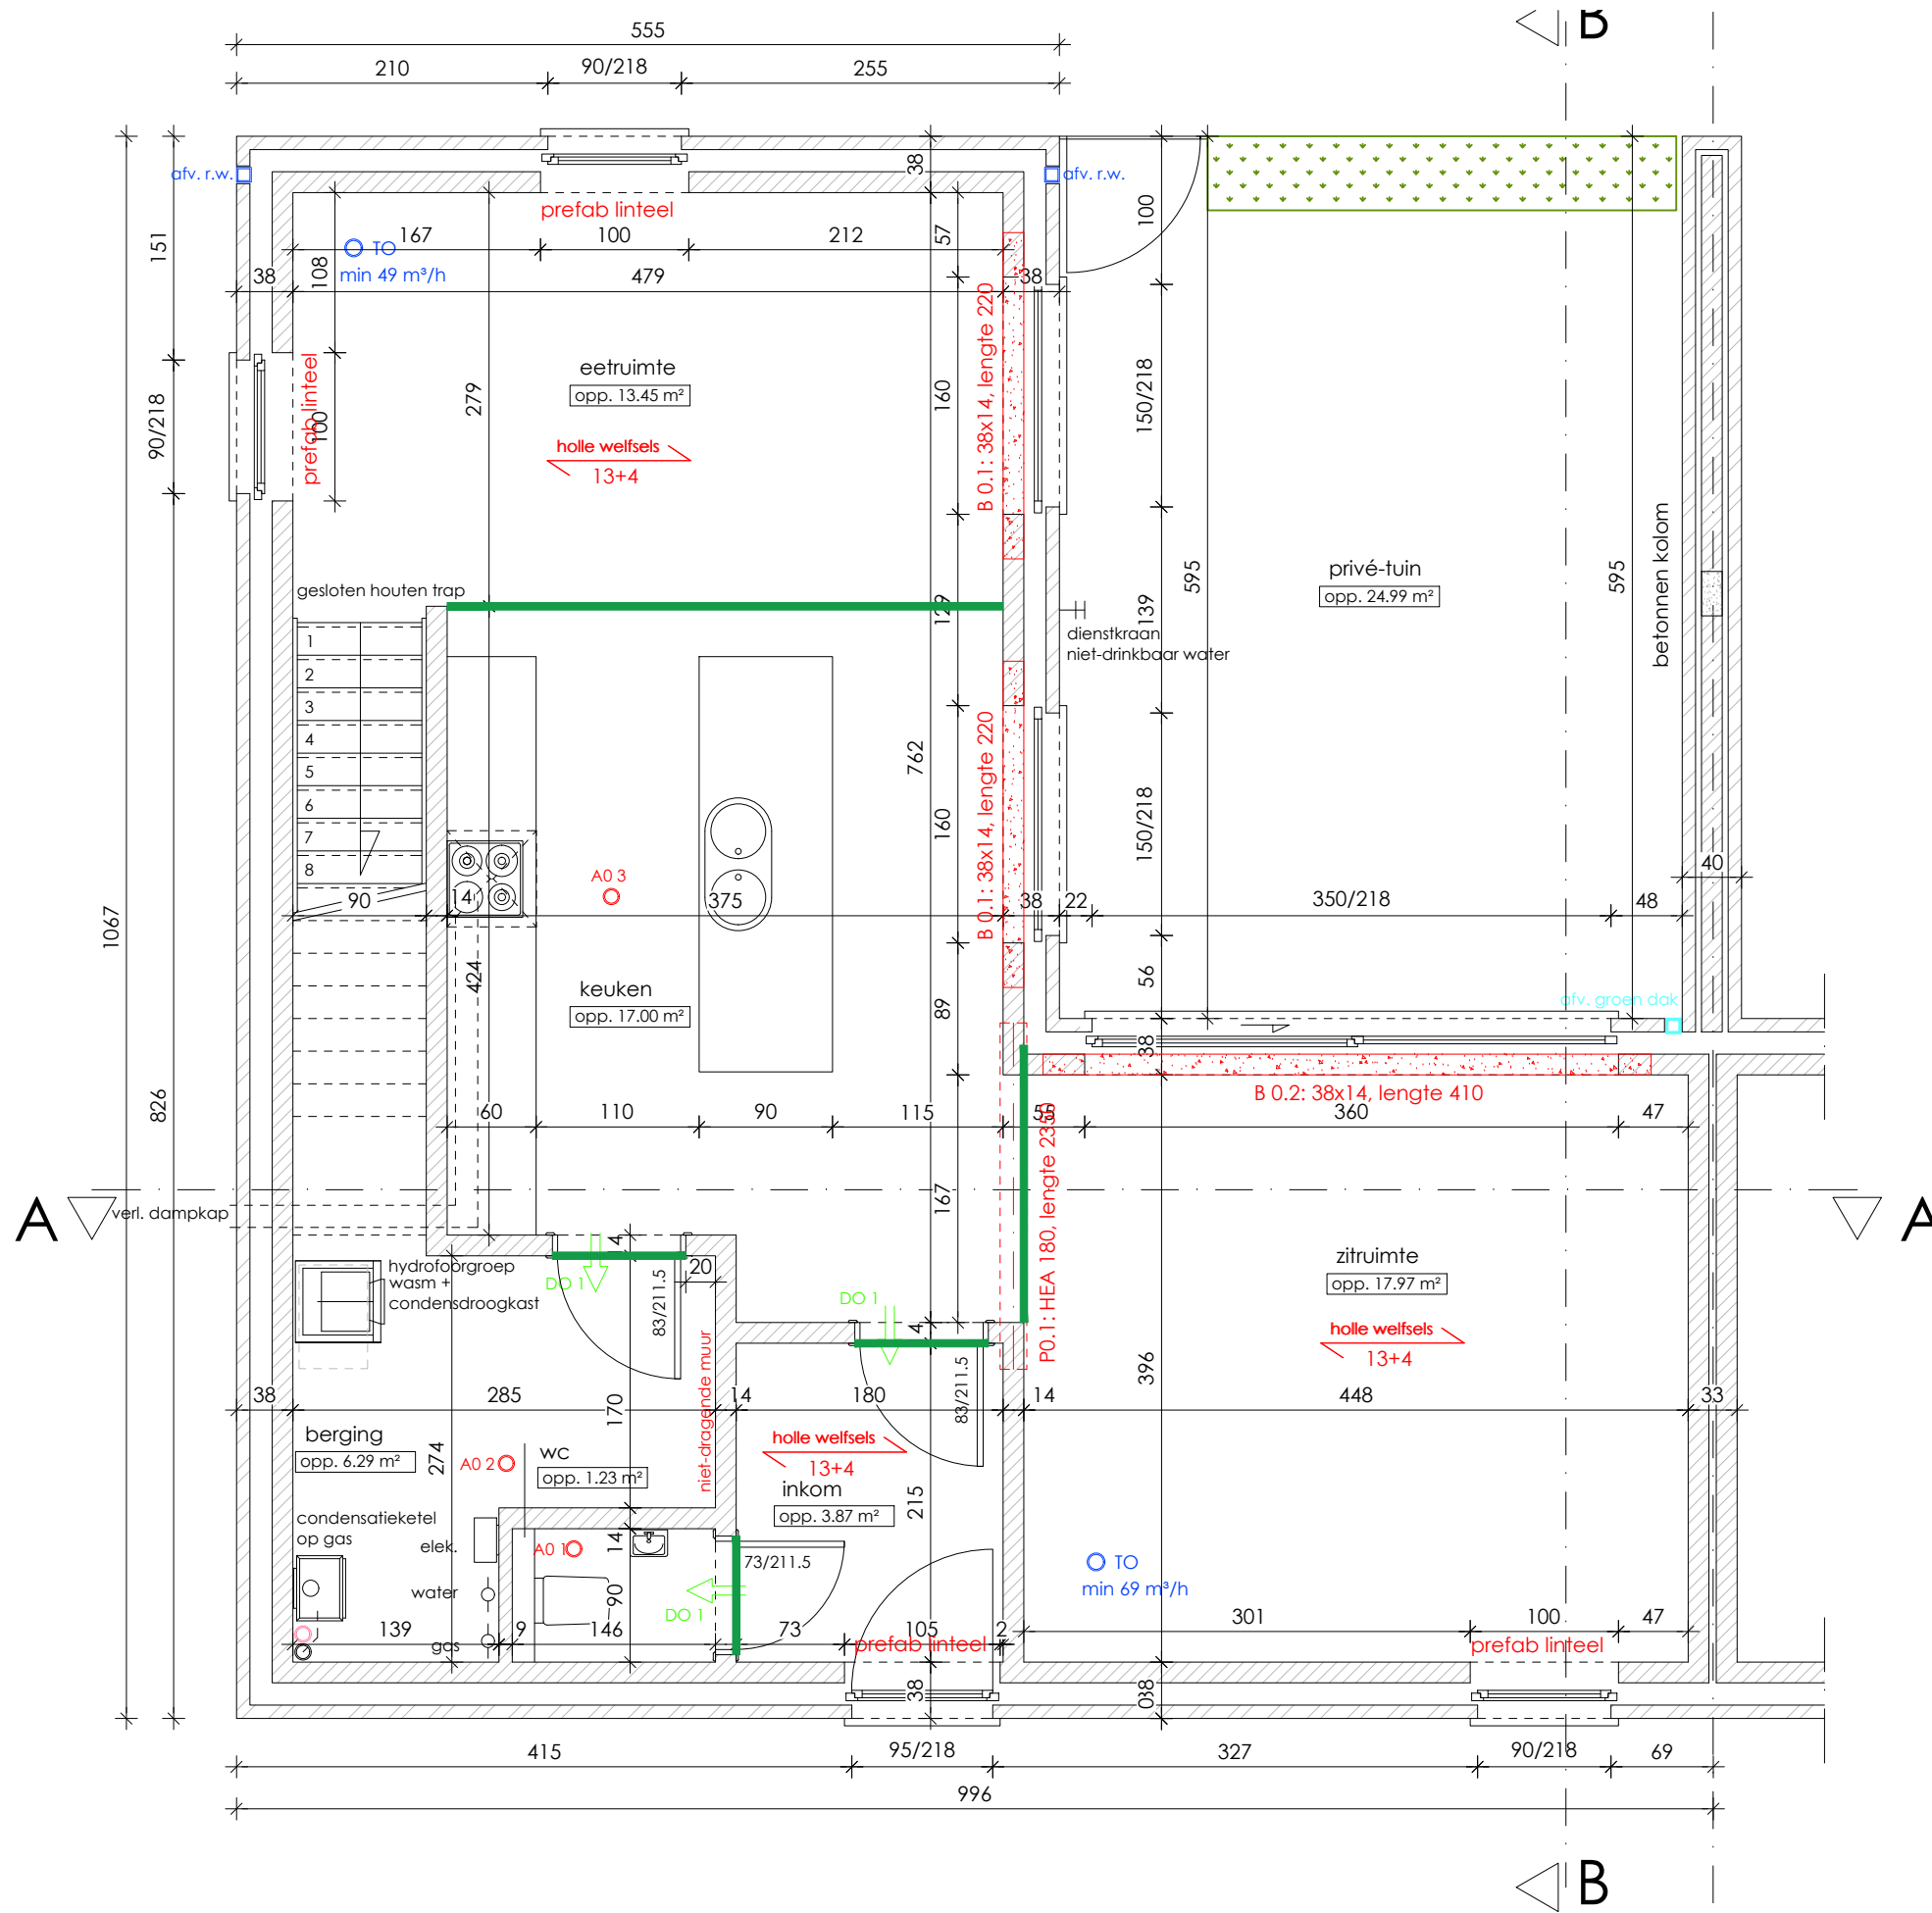 B
555
210
90/218
255
afv. r.w.
afv. r.w.
38
prefab linteel
100
151
57
167
100
212
TO
min 49 m³/h
108
38
479
38
B 0.1: 38x14, lengte 220
prefab linteel
100
90/218
eetruimte
opp. 13.45 m²
279
160
150/218
holle welfsels
13+4
betonnen kolom
privé-tuin
opp. 24.99 m²
595
595
gesloten houten trap
129
139
dienstkraan
niet-drinkbaar water
1
2
3
4
5
6
7
8
762
160
B 0.1: 38x14, lengte 220
150/218
A0 3
90
14
375
38
22
350/218
48
40
1067
424
keuken
opp. 17.00 m²
89
56
afv. groen dak
38
B 0.2: 38x14, lengte 410
826
60
110
90
115
55
360
47
P0.1: HEA 180, lengte 2350
167
A
verl. dampkap
A
14
hydrofoorgroep
wasm +
condensdroogkast
DO 1
20
83/211.5
DO 1
4
zitruimte
opp. 17.97 m²
holle welfsels
13+4
niet-dragende muur
83/211.5
396
38
285
170
14
180
14
448
33
berging
opp. 6.29 m²
274
A0 2
wc
opp. 1.23 m²
holle welfsels
13+4
inkom
opp. 3.87 m²
215
condensatieketel
op gas
elek.
A0 1
14
73/211.5
TO
min 69 m³/h
water
90
DO 1
139
gas
9
146
73
105
2
prefab linteel
301
100
47
prefab linteel
38
415
95/218
327
90/218
69
996
B